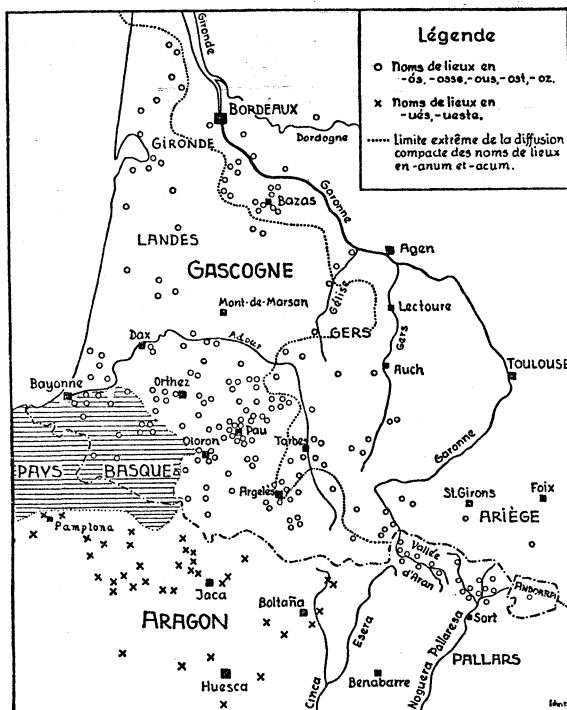 Légende
Noms de lieux en
-ós, -osse, -ous, -ost, -oz.
Noms de lieux en
-ués, -uesta.
Limite extrême de la diffusion
compacte des noms de lieux
en -anum et -acum.
Gironde
BORDEAUX
Dordogne
GIRONDE
Garonne
Bazas
LANDES
Agen
GASCOGNE
Gélise
Lectoure
Mont-de-Marsan
GERS
Gers
Dax
Adour
Auch
TOULOUSE
Bayonne
Orthez
Pau
Oloron
Tarbes
Garonne
PAYS BASQUE
Argelès
St. Girons
Foix
ARIÈGE
Pamplona
Vallée
d'Aran
ANDORRA
Jaca
Boltaña
Sort
ARAGON
Esera
Noguera Pallaresa
PALLARS
Huesca
Cinca
Benabarre